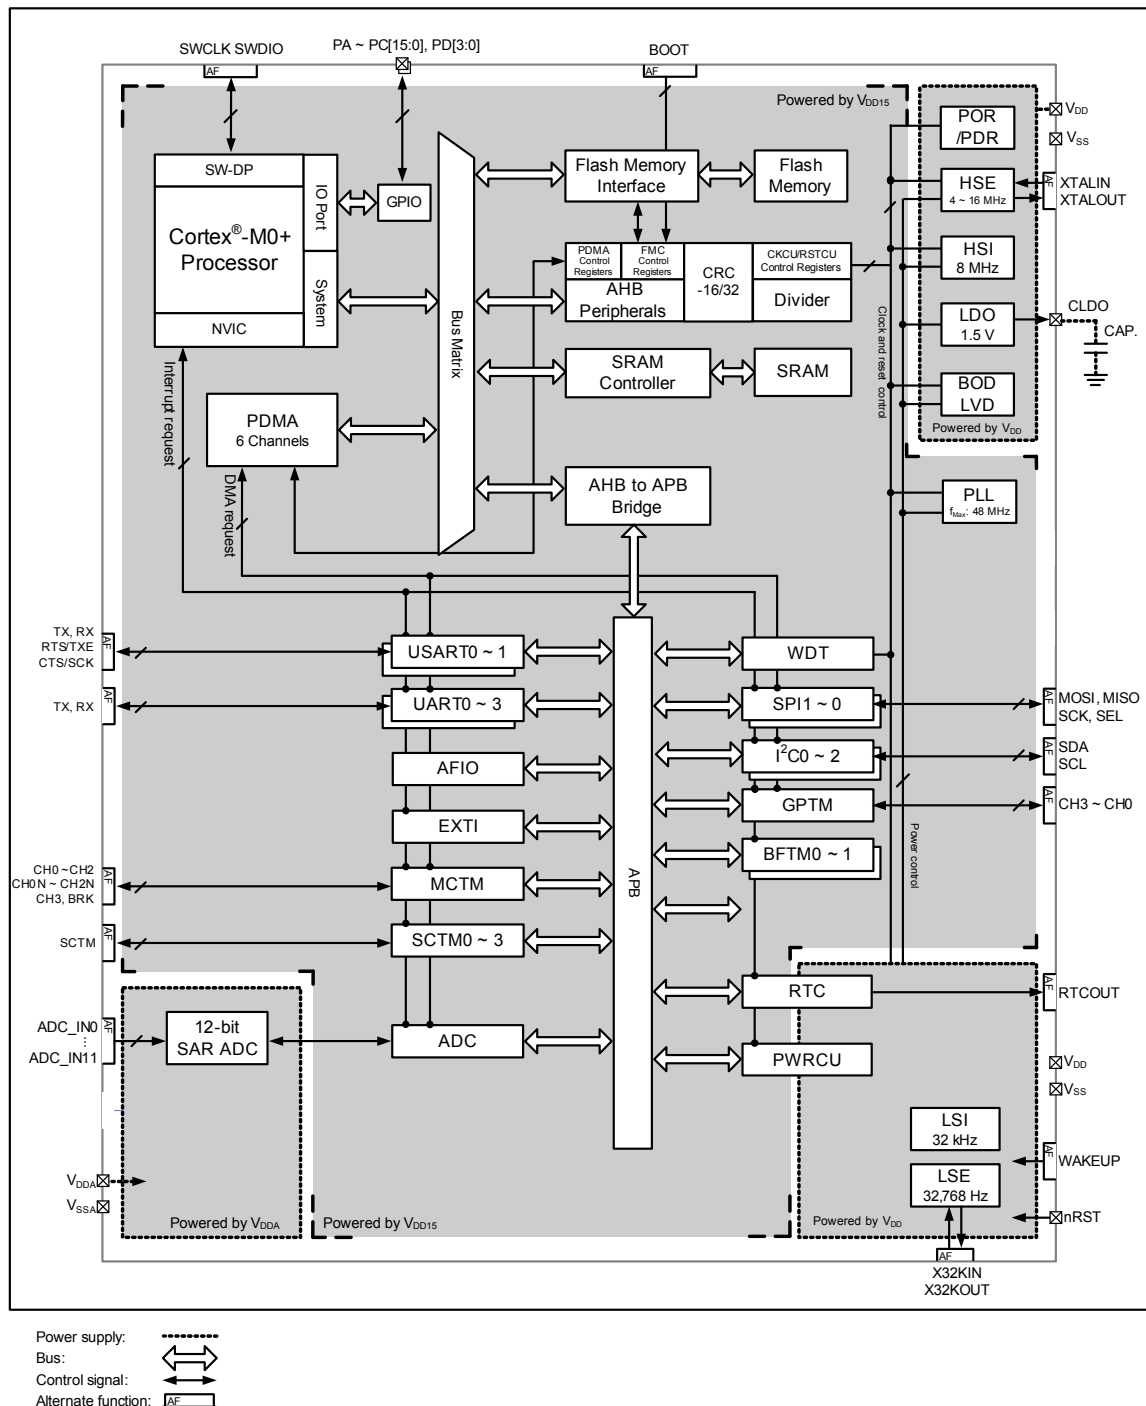 SWCLK SWDIO
AF
PA ~ PC[15:0], PD[3:0]
BOOT
AF
Powered by VDD15
SW-DP
Cortex®-M0+
Processor
NVIC
IO Port
System
GPIO
Bus Matrix
Flash Memory
Interface
Flash
Memory
PDMA
Control
Registers
FMC
Control
Registers
AHB
Peripherals
CRC
-16/32
CKCU/RSTCU
Control Registers
Divider
SRAM
Controller
SRAM
PDMA
6 Channels
Interrupt request
DMA request
AHB to APB
Bridge
Clock and reset control
Power control
POR
/PDR
HSE
4 ~ 16 MHz
HSI
8 MHz
LDO
1.5 V
BOD
LVD
Powered by VDD
PLL
fMax: 48 MHz
VDD
VSS
AF
XTALIN
XTALOUT
CLDO
CAP.
TX, RX
RTS/TXE
CTS/SCK
AF
USART0 ~ 1
TX, RX
AF
UART0 ~ 3
AFIO
EXTI
CH0 ~CH2
CH0N ~ CH2N
CH3, BRK
AF
MCTM
SCTM
AF
SCTM0 ~ 3
ADC_IN0
⋮
ADC_IN11
AF
12-bit
SAR ADC
ADC
APB
WDT
SPI1 ~ 0
AF
MOSI, MISO
SCK, SEL
I²C0 ~ 2
AF
SDA
SCL
GPTM
AF
CH3 ~ CH0
BFTM0 ~ 1
RTC
AF
RTCOUT
PWRCU
VDD
VSS
LSI
32 kHz
LSE
32,768 Hz
AF
WAKEUP
nRST
Powered by VDD
AF
X32KIN
X32KOUT
VDDA
VSSA
Powered by VDDA
Powered by VDD15
Power supply:
Bus:
Control signal:
Alternate function: AF